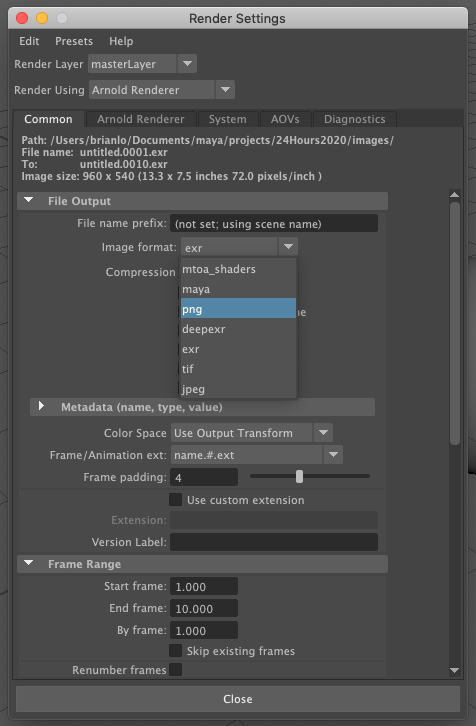 Render Settings
Edit Presets Help
Render Layer masterLayer
Render Using Arnold Renderer
Common Arnold Renderer System AOVs Diagnostics
Path: /Users/brianlo/Documents/maya/projects/24Hours2020/images/
File name: untitled.0001.exr
To: untitled.0010.exr
Image size: 960 x 540 (13.3 x 7.5 inches 72.0 pixels/inch )
File Output
File name prefix: (not set; using scene name)
Image format: exr
Compression mtoa_shaders
maya
png
deepexr
exr
tif
jpeg
Metadata (name, type, value)
Color Space Use Output Transform
Frame/Animation ext: name.#.ext
Frame padding: 4
Use custom extension
Extension:
Version Label:
Frame Range
Start frame: 1.000
End frame: 10.000
By frame: 1.000
Skip existing frames
Renumber frames
Close